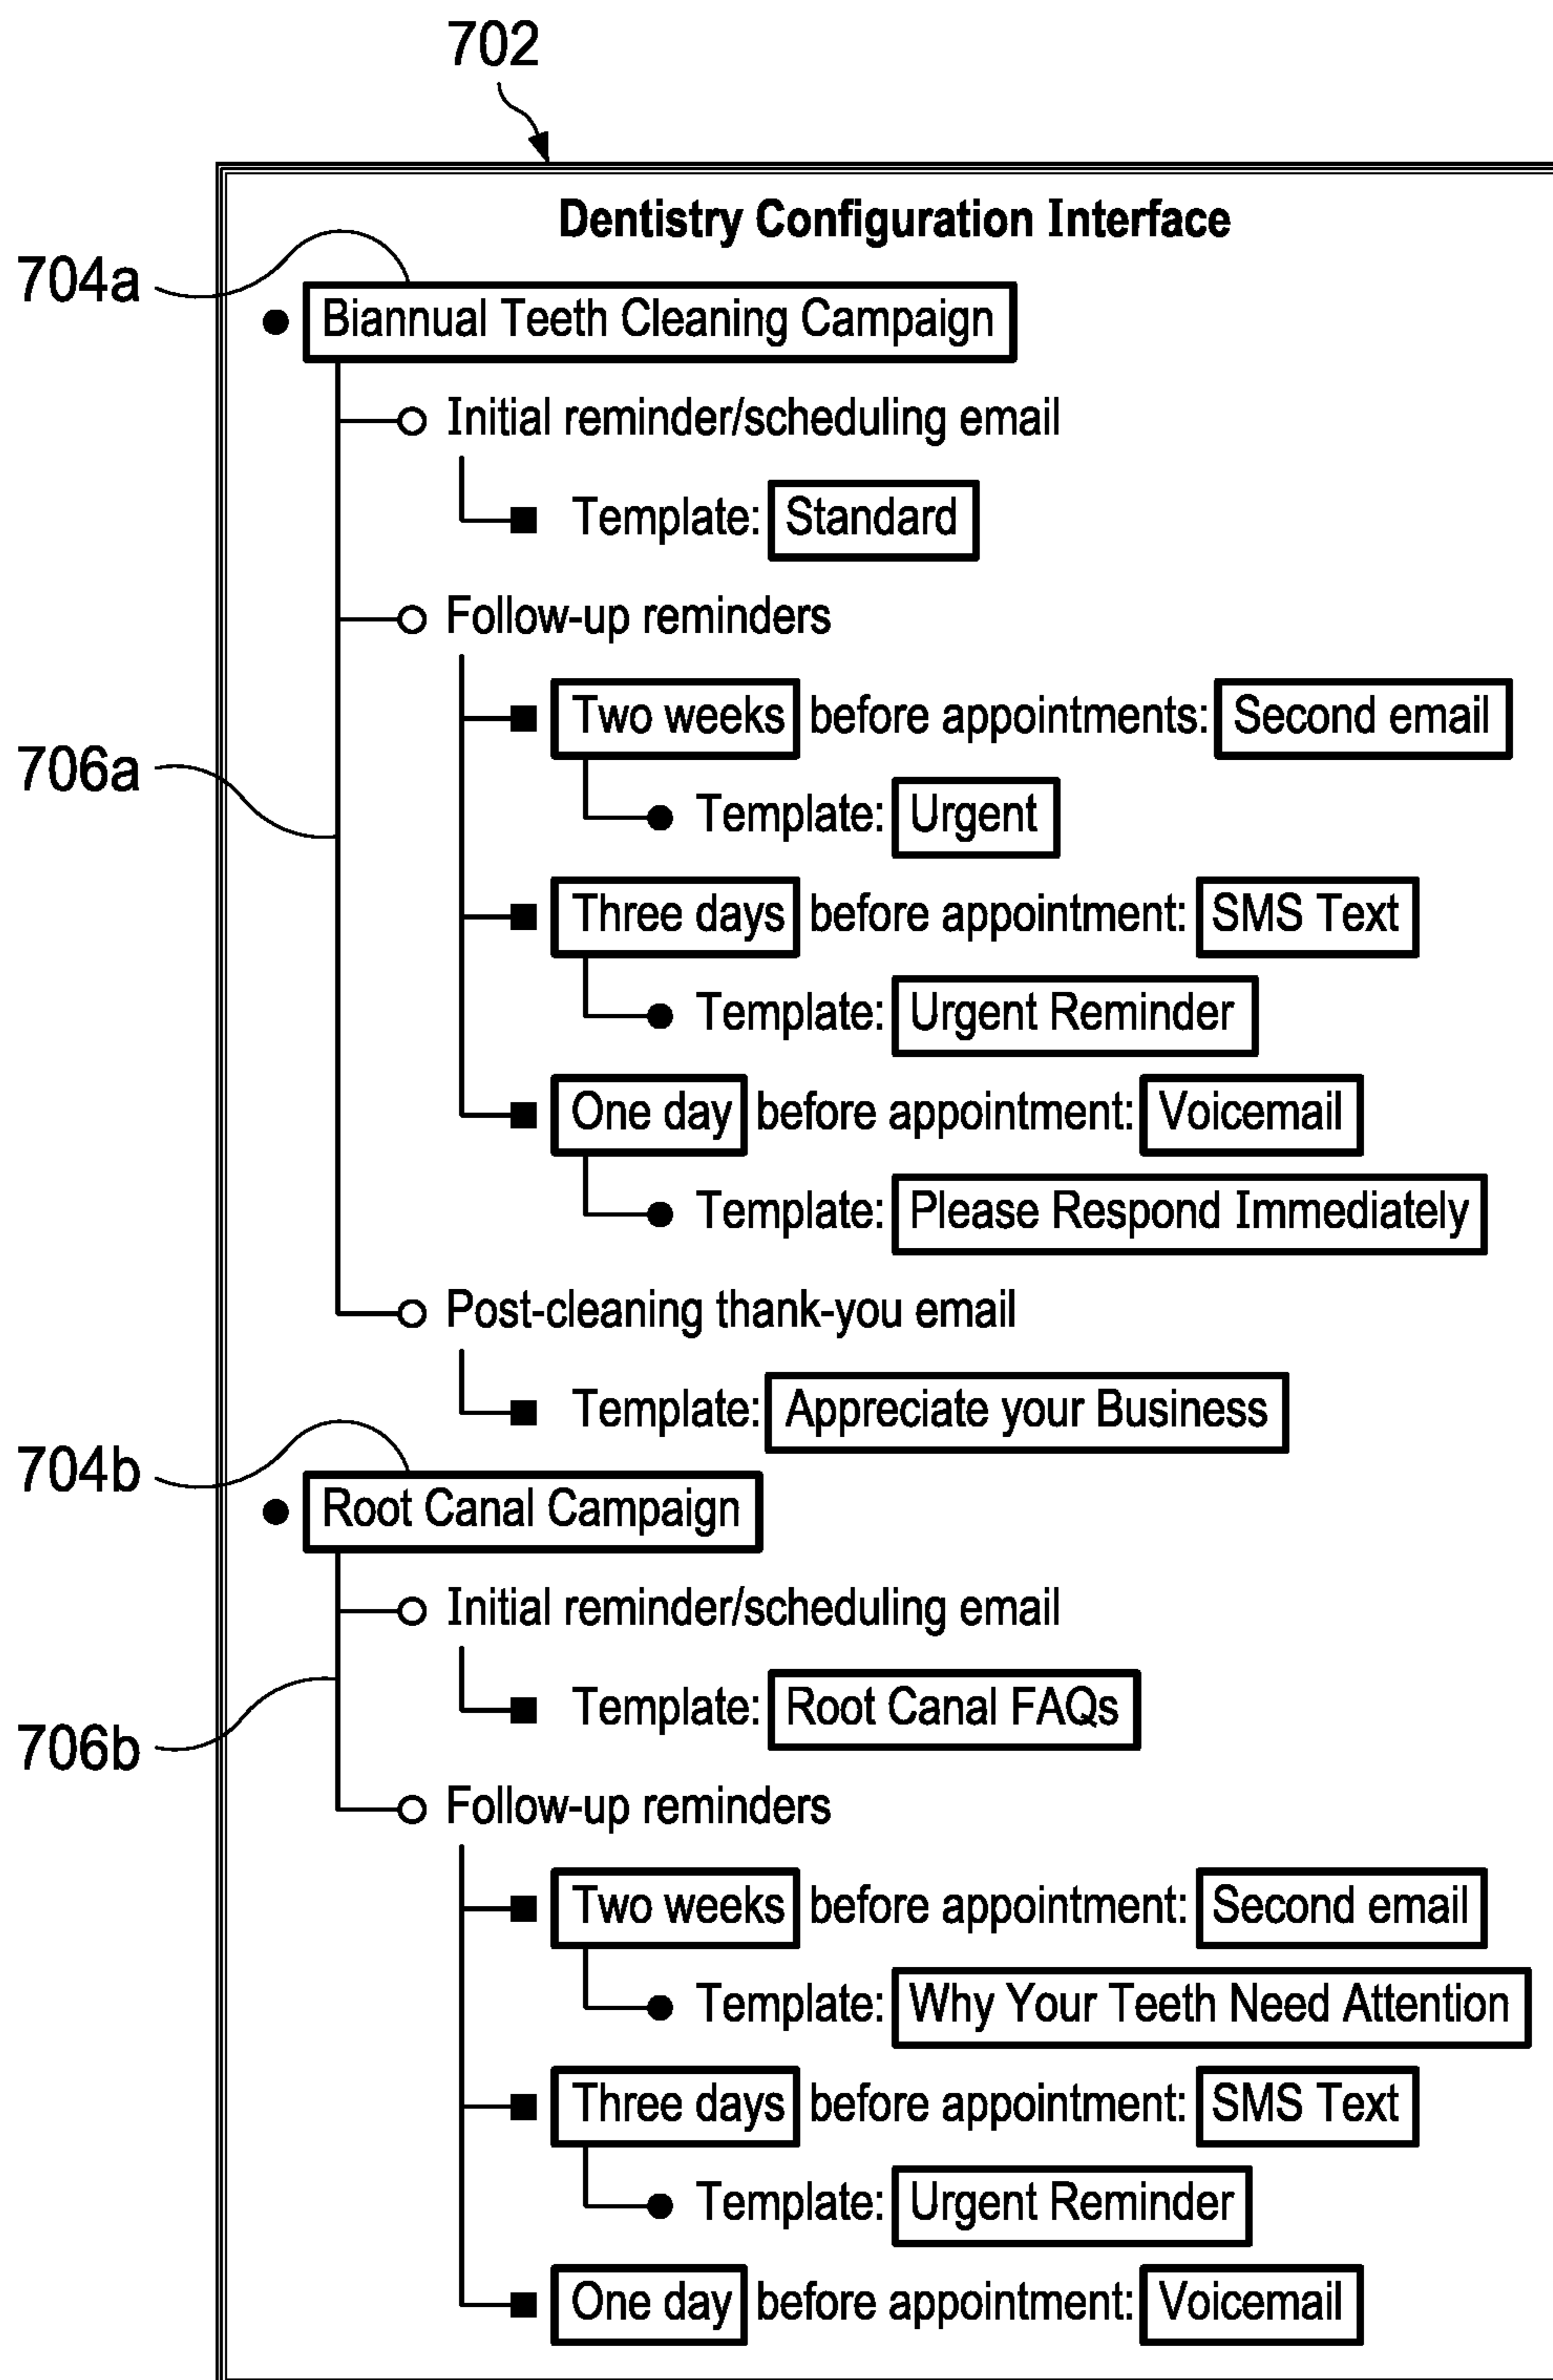 702
Dentistry Configuration Interface
704a
Biannual Teeth Cleaning Campaign
Initial reminder/scheduling email
Template: Standard
Follow-up reminders
Two weeks before appointments: Second email
706a
Template: Urgent
Three days before appointment: SMS Text
Template: Urgent Reminder
One day before appointment: Voicemail
Template: Please Respond Immediately
Post-cleaning thank-you email
Template: Appreciate your Business
704b
Root Canal Campaign
Initial reminder/scheduling email
Template: Root Canal FAQs
706b
Follow-up reminders
Two weeks before appointment: Second email
Template: Why Your Teeth Need Attention
Three days before appointment: SMS Text
Template: Urgent Reminder
One day before appointment: Voicemail